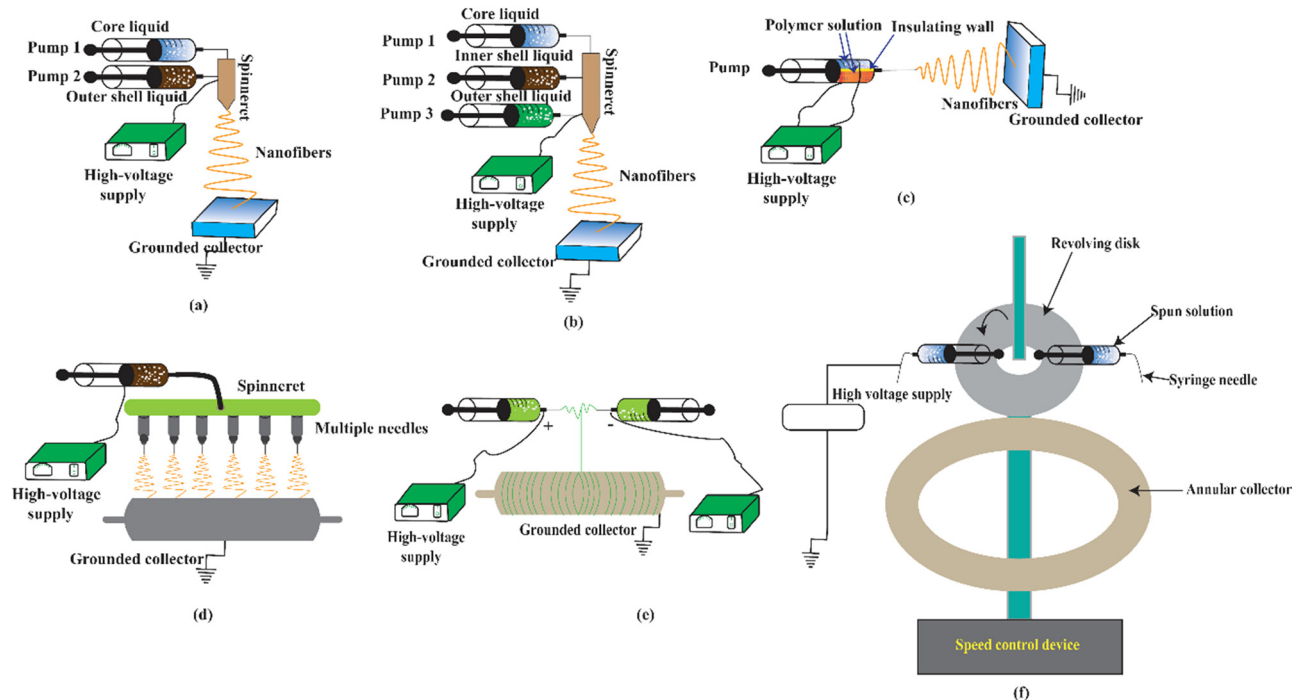 Core liquid
Pump 1
Pump 2
Outer shell liquid
Spinneret
Nanofibers
High-voltage
supply
Grounded collector
(a)
Core liquid
Pump 1
Inner shell liquid
Pump 2
Outer shell liquid
Pump 3
Spinneret
Nanofibers
High-voltage
supply
Grounded collector
(b)
Polymer solution
Insulating wall
Pump
Nanofibers
Grounded collector
High-voltage
supply
(c)
Spinneret
Multiple needles
High-voltage
supply
Grounded collector
(d)
+
-
Grounded collector
High-voltage
supply
(e)
Revolving disk
Spun solution
High voltage supply
Syringe needle
Annular collector
Speed control device
(f)